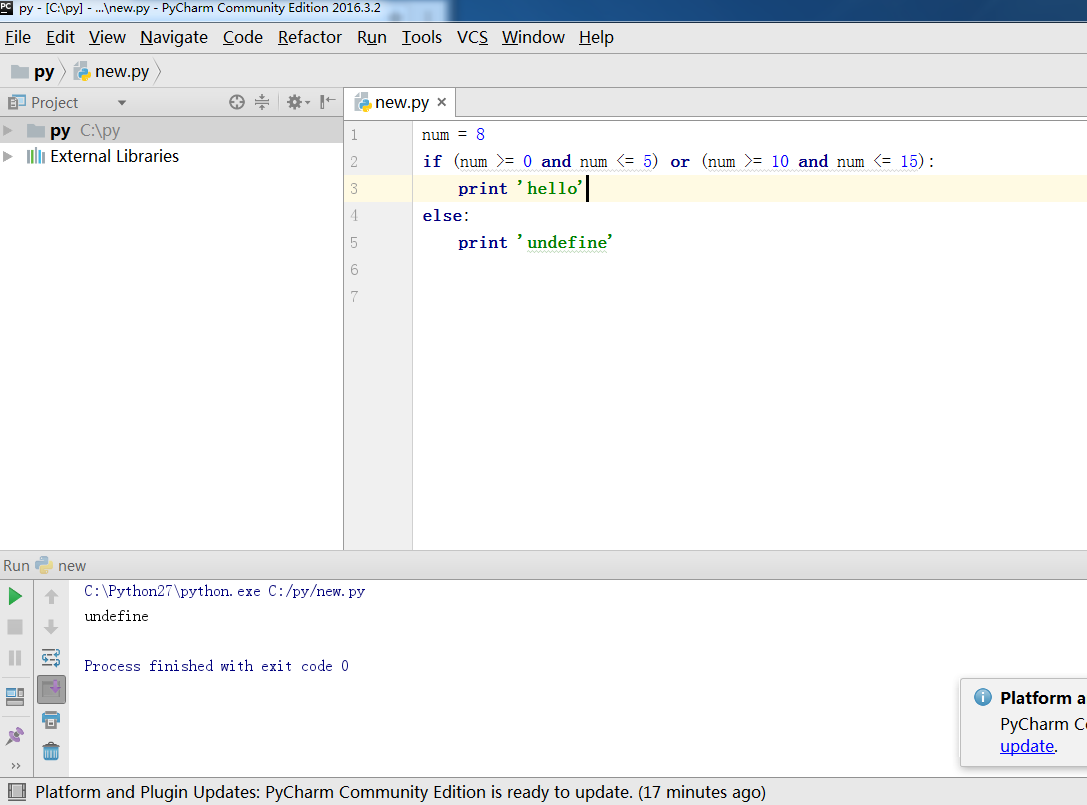 py - [C:\py] - ...\new.py - PyCharm Community Edition 2016.3.2
File Edit View Navigate Code Refactor Run Tools VCS Window Help
py new.py
Project
new.py
py C:\py
External Libraries
1 num = 8
2 if (num >= 0 and num <= 5) or (num >= 10 and num <= 15):
3 print 'hello'
4 else:
5 print 'undefine'
6
7
Run new
C:\Python27\python.exe C:/py/new.py
undefine
Process finished with exit code 0
Platform a
PyCharm Co
update.
Platform and Plugin Updates: PyCharm Community Edition is ready to update. (17 minutes ago)